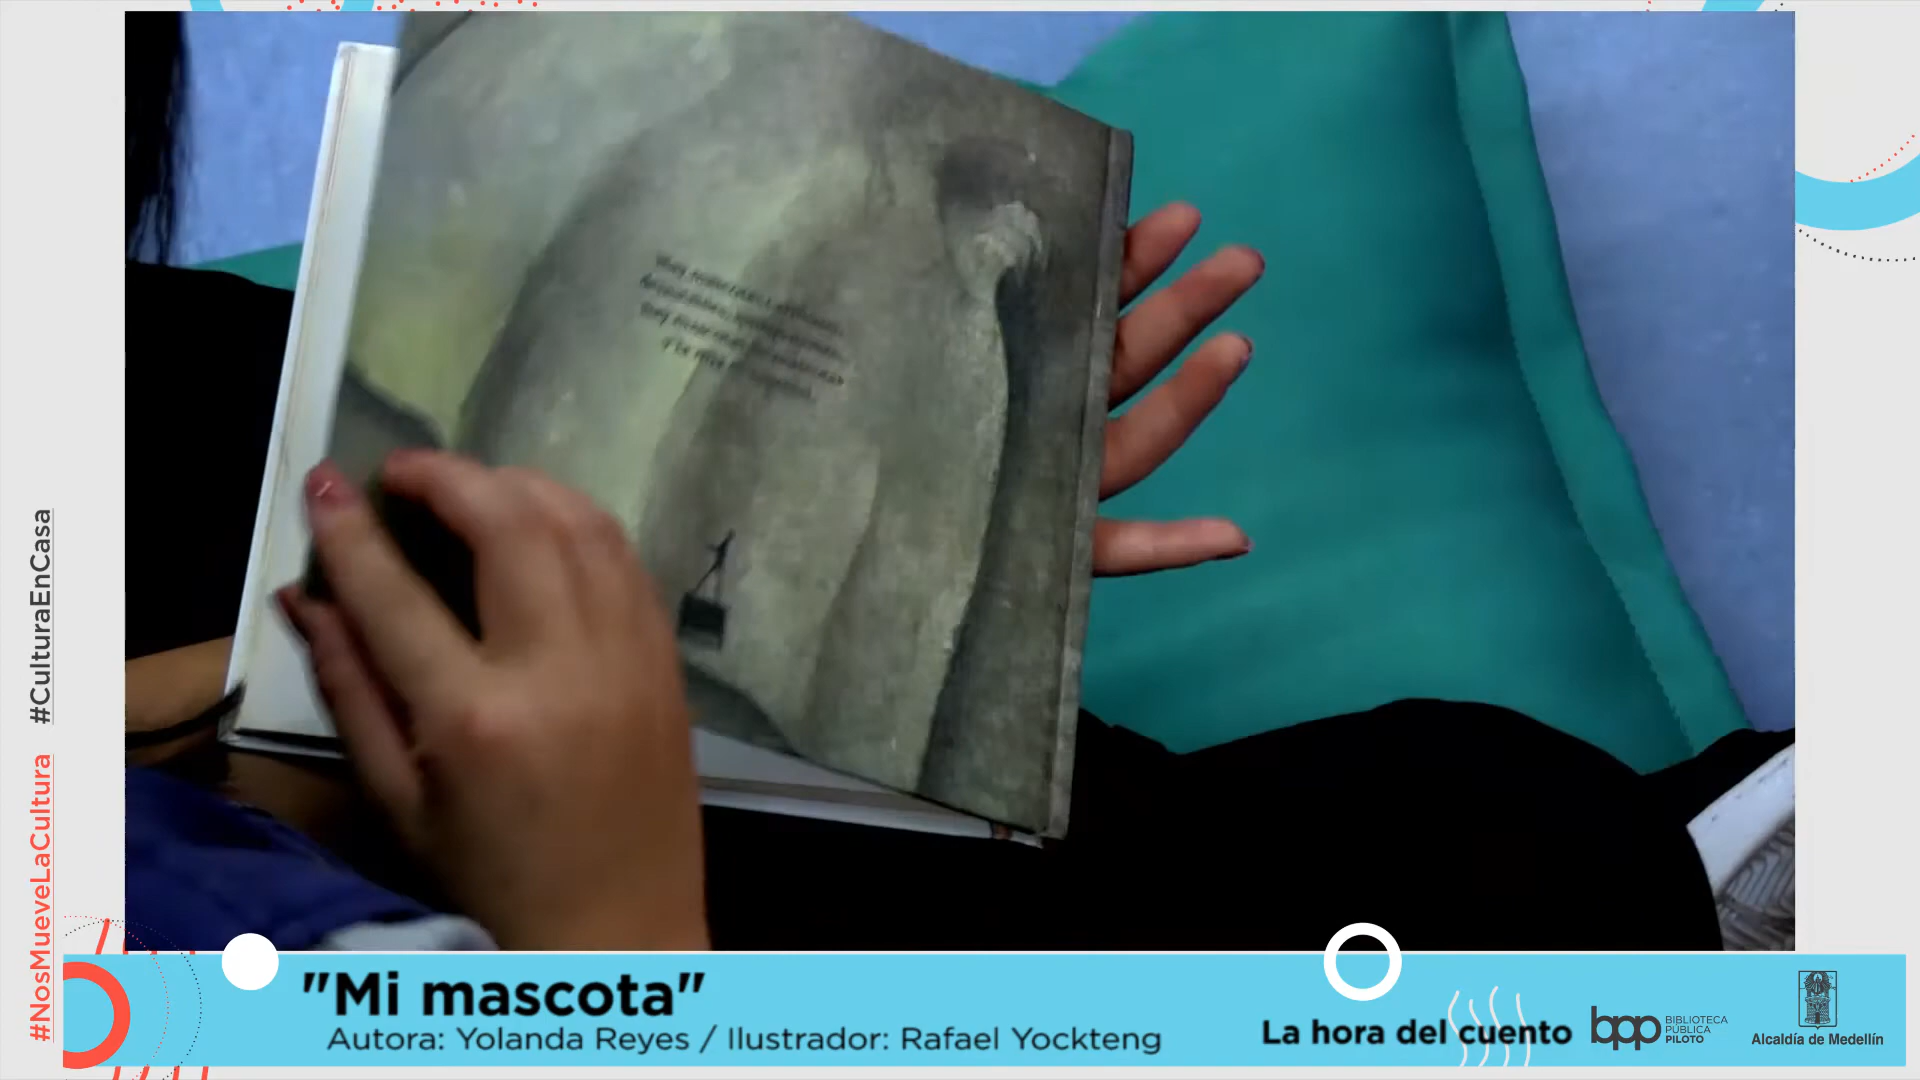 #CulturaEnCasa
#NosMueveLaCultura
"Mi mascota"
Autora: Yolanda Reyes / Ilustrador: Rafael Yockteng
La hora del cuento
bpp
BIBLIOTECA
PÚBLICA
PILOTO
Alcaldía de Medellín